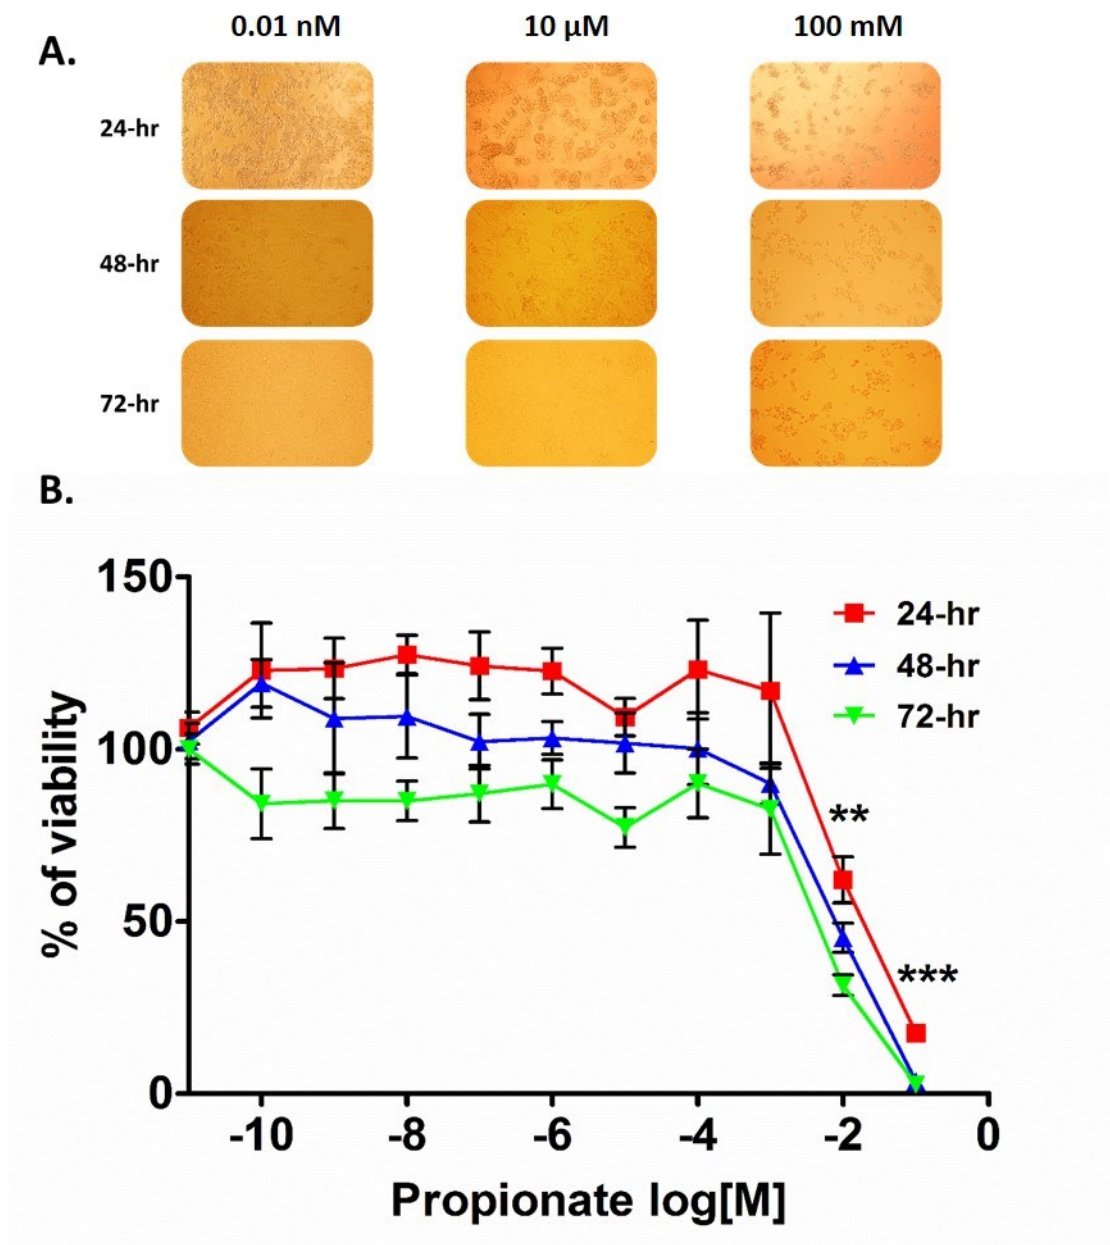 A.
0.01 nM 10 µM 100 mM
24-hr
48-hr
72-hr
B.
150
100
50
0
% of viability
24-hr
48-hr
72-hr
**
***
-10 -8 -6 -4 -2 0
Propionate log[M]